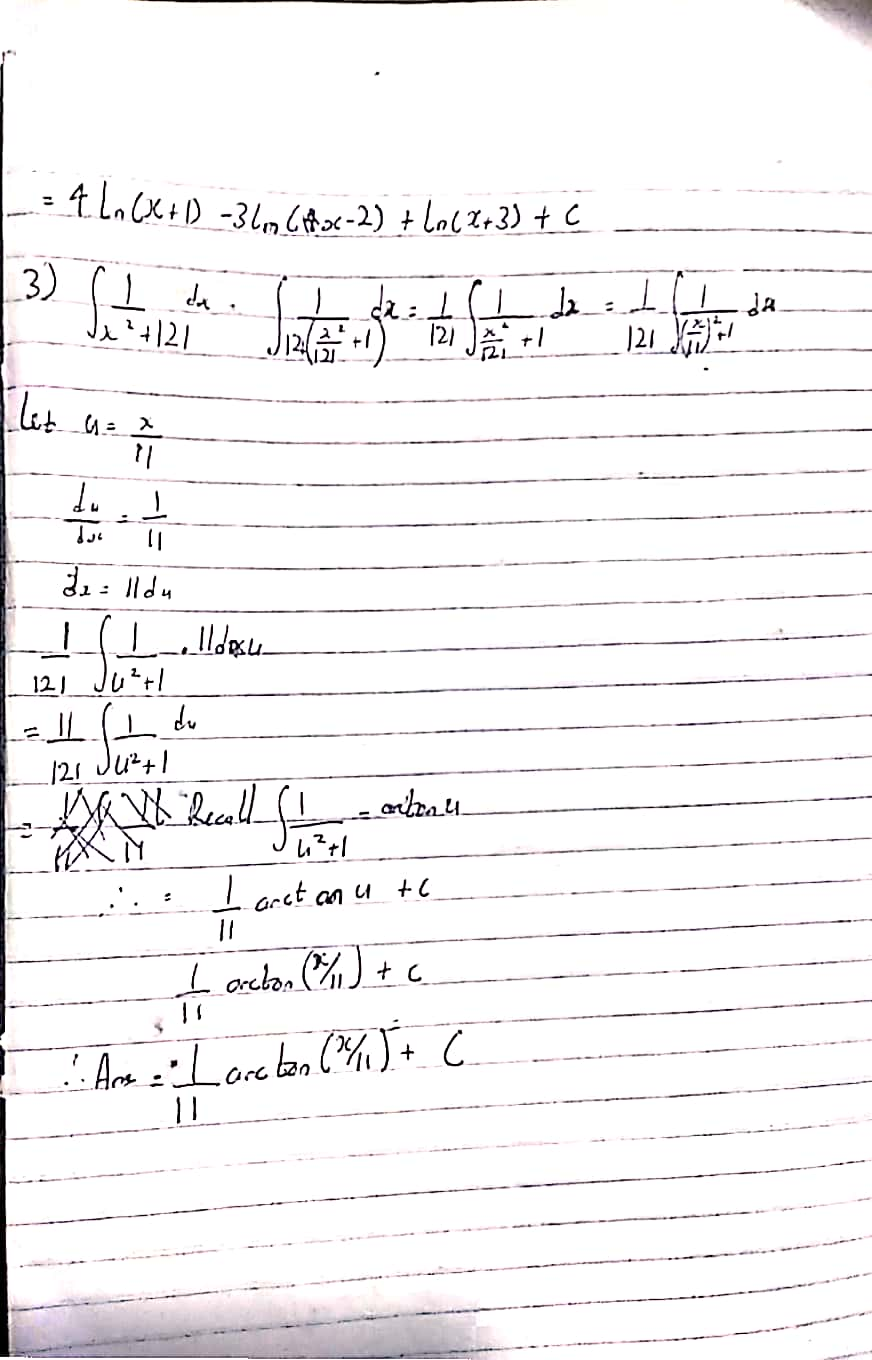 = 4 Ln(x+1) - 3Ln(x-2) + Ln(x+3) + C
3) ∫ 1/(x²+121) dx . ∫ 1/(121(x²/121 +1)) dx = 1/121 ∫ 1/(x²/121 +1) dx = 1/121 ∫ 1/((x/11)²+1) dx
Let u = x/11
du/dx = 1/11
dx = 11du
1/121 ∫ 1/(u²+1) . 11du
= 11/121 ∫ 1/(u²+1) du
= Recall ∫ 1/(u²+1) = arctan u
∴ = 1/11 arctan u + c
1/11 arctan (x/11) + c
∴ Ans = 1/11 arctan (x/11) + C